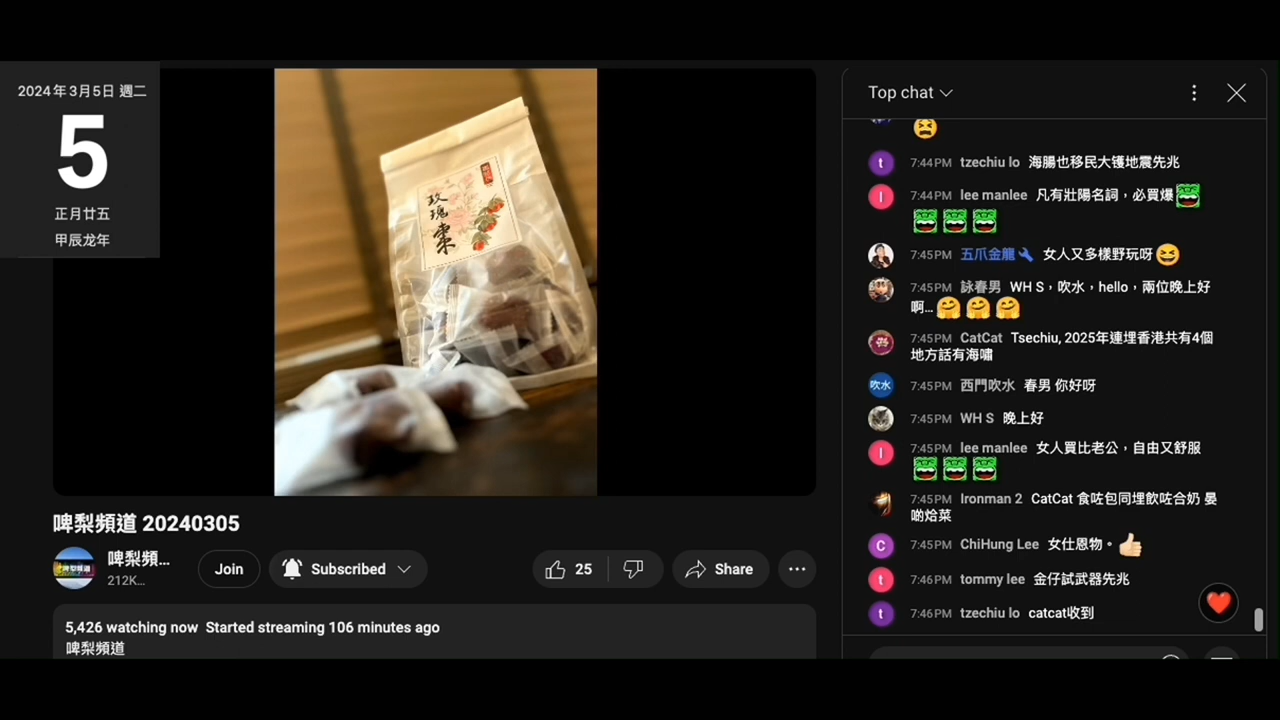 2024年3月5日 週二
5
正月廿五
甲辰龙年
玫瑰棗
啤梨頻道 20240305
啤梨頻...
212K...
Join
Subscribed
25
Share
5,426 watching now Started streaming 106 minutes ago
啤梨頻道
Top chat
7:44PM tzechiu lo 海腸也移民大镬地震先兆
7:44PM lee manlee 凡有壯陽名詞，必買爆
7:45PM 五爪金龍 女人又多樣野玩呀
7:45PM 詠春男 WH S，吹水，hello，兩位晚上好
啊...
7:45PM CatCat Tsechiu, 2025年連埋香港共有4個
地方話有海嘯
吹水
7:45PM 西門吹水 春男 你好呀
7:45PM WH S 晚上好
7:45PM lee manlee 女人買比老公，自由又舒服
7:45PM Ironman 2 CatCat 食咗包同埋飲咗合奶 晏
啲烚菜
7:45PM ChiHung Lee 女仕恩物。
7:46PM tommy lee 金仔試武器先兆
7:46PM tzechiu lo catcat收到